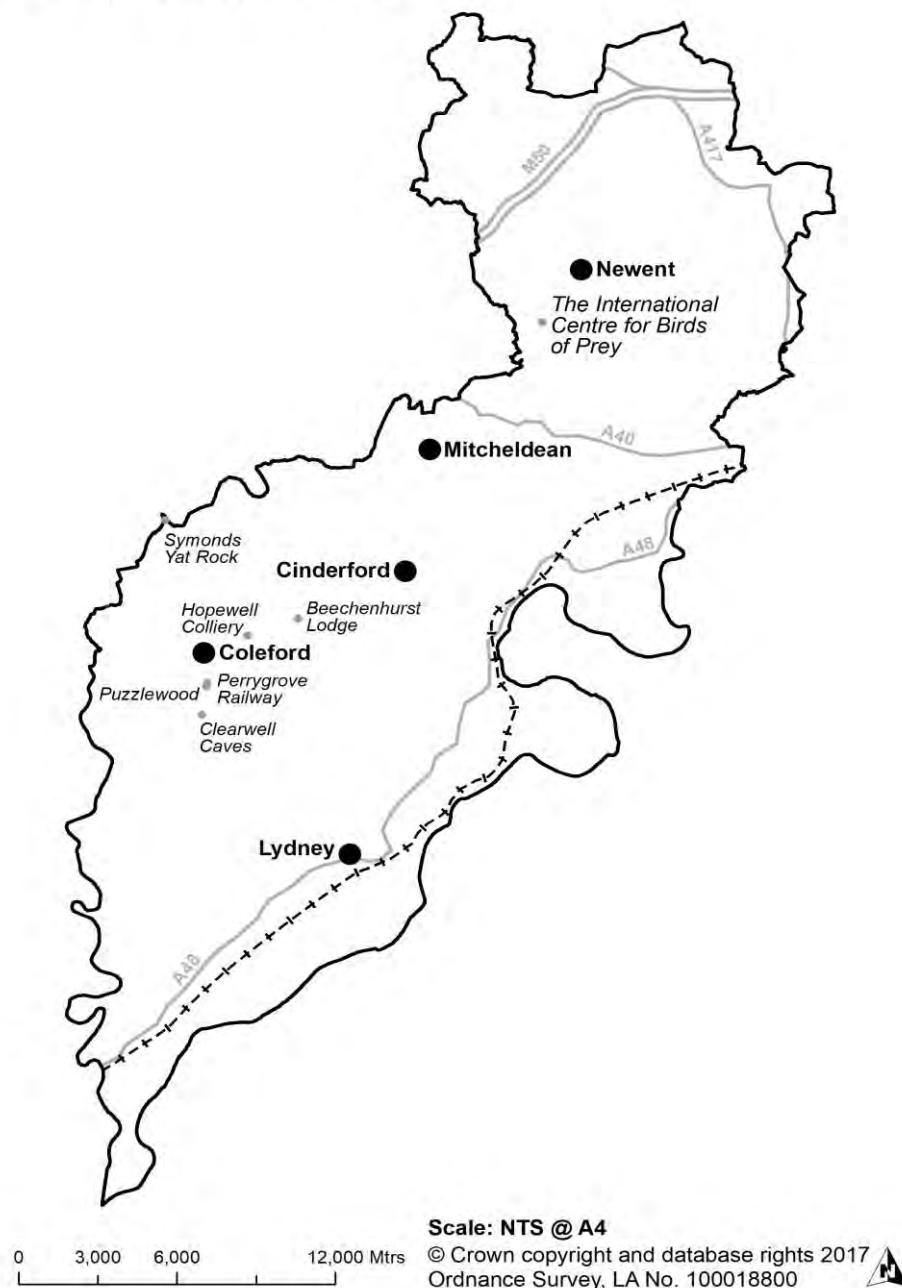 M50
A417
Newent
The International
Centre for Birds
of Prey
A40
Mitcheldean
Symonds
Yat Rock
A48
Cinderford
Hopewell
Colliery
Beechenhurst
Lodge
Coleford
Puzzlewood
Perrygrove
Railway
Clearwell
Caves
Lydney
A48
Scale: NTS @ A4
0 3,000 6,000 12,000 Mtrs
© Crown copyright and database rights 2017
Ordnance Survey, LA No. 100018800
N